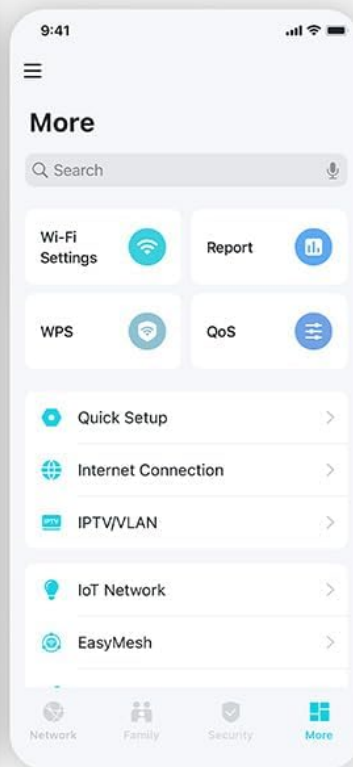 9:41
More
Search
Wi-Fi
Settings
Report
WPS
QoS
Quick Setup
Internet Connection
IPTV
IPTV/VLAN
IoT Network
EasyMesh
Network
Family
Security
More